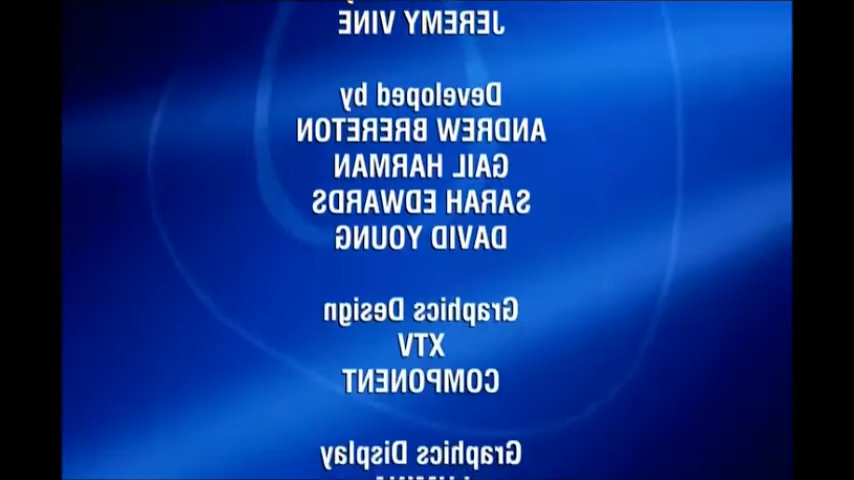 JEREMY VINE
Developed by
ANDREW BRERETON
GAIL HARMAN
SARAH EDWARDS
DAVID YOUNG
Graphics Design
XTV
COMPONENT
Graphics Display